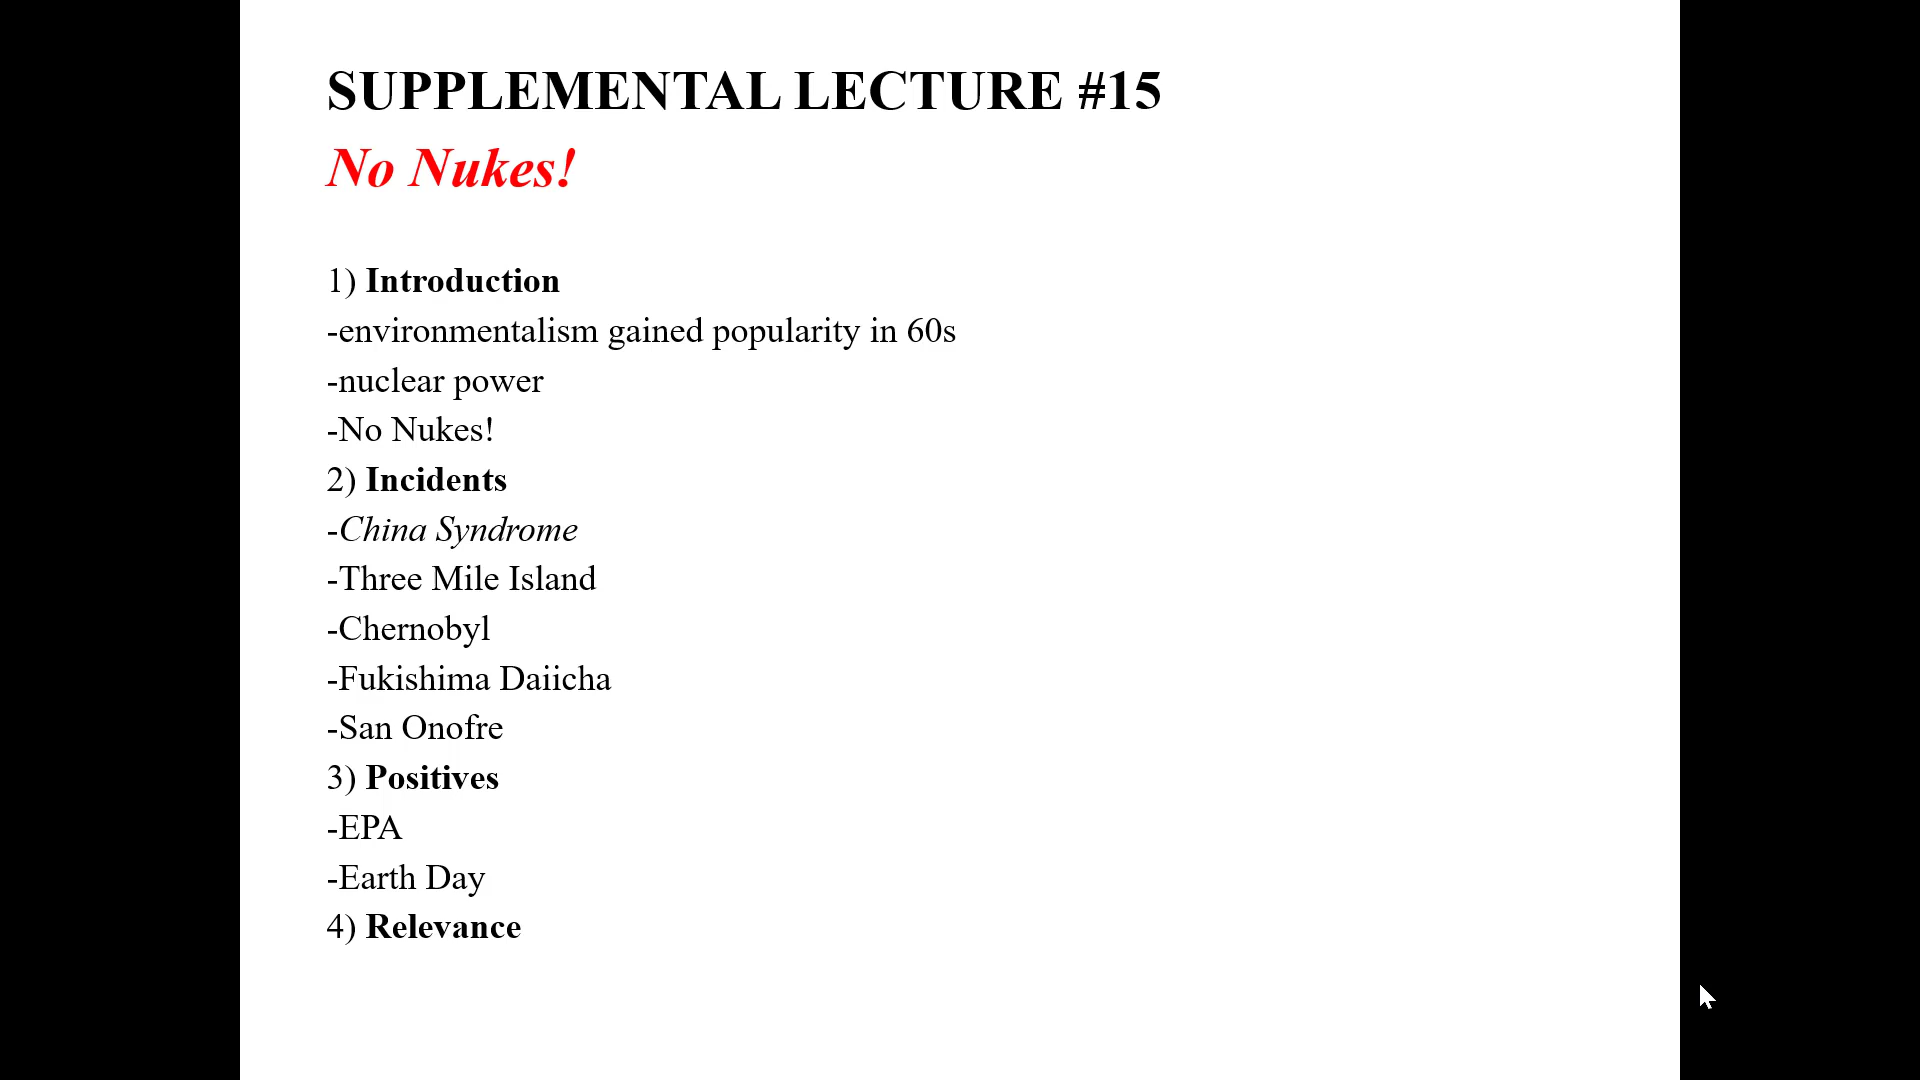 SUPPLEMENTAL LECTURE #15
No Nukes!
1) Introduction
-environmentalism gained popularity in 60s
-nuclear power
-No Nukes!
2) Incidents
-China Syndrome
-Three Mile Island
-Chernobyl
-Fukishima Daiicha
-San Onofre
3) Positives
-EPA
-Earth Day
4) Relevance